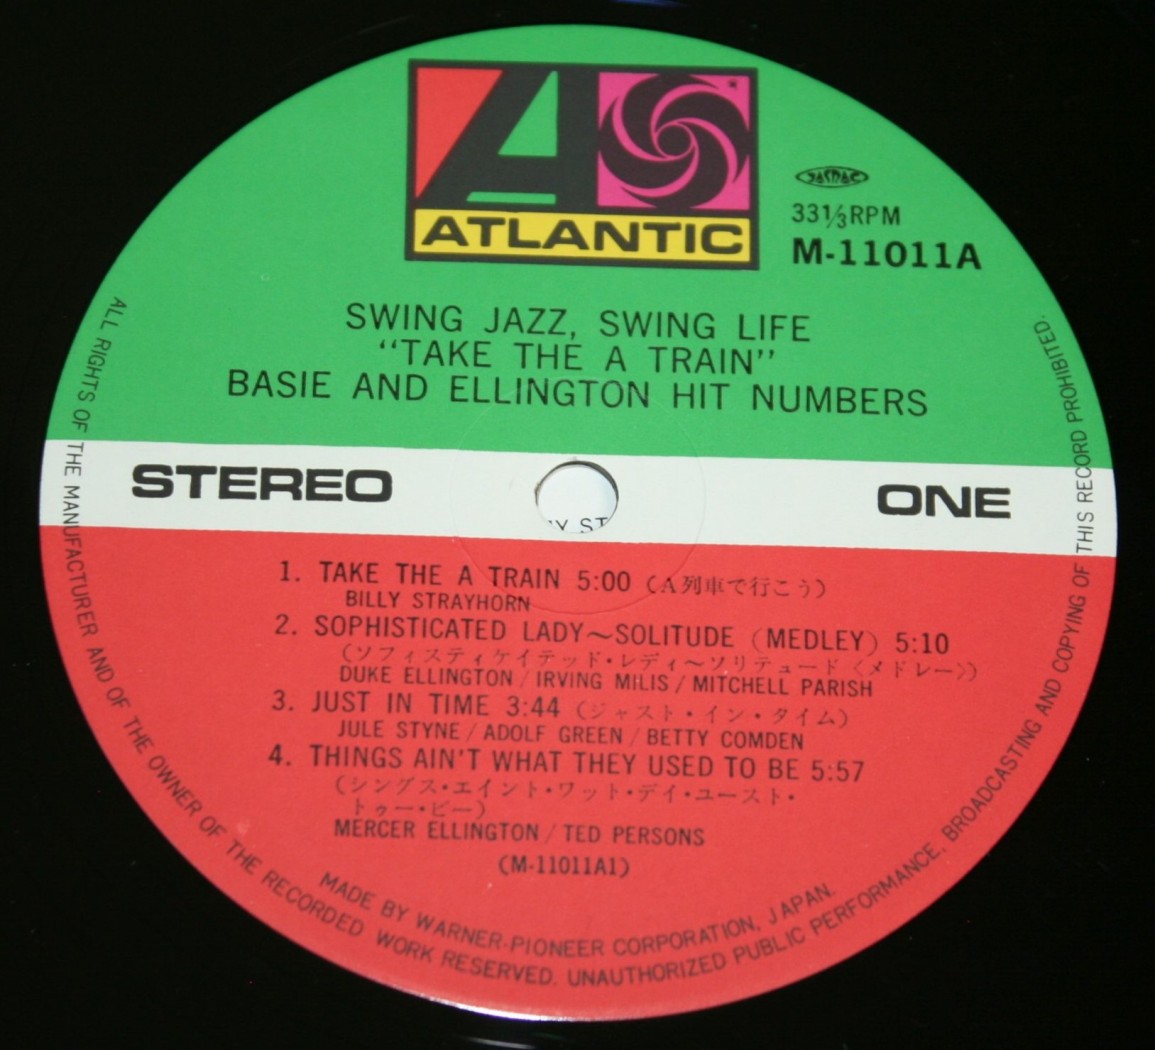 ATLANTIC
JASRAC
33 1/3 RPM
M-11011A
SWING JAZZ, SWING LIFE
"TAKE THE A TRAIN"
BASIE AND ELLINGTON HIT NUMBERS
STEREO
ONE
1. TAKE THE A TRAIN 5:00 (A列車で行こう)
BILLY STRAYHORN
2. SOPHISTICATED LADY~SOLITUDE (MEDLEY) 5:10
(ソフィスティケイテッド・レディ〜ソリテュード〈メドレー〉)
DUKE ELLINGTON / IRVING MILIS / MITCHELL PARISH
3. JUST IN TIME 3:44 (ジャスト・イン・タイム)
JULE STYNE / ADOLF GREEN / BETTY COMDEN
4. THINGS AIN'T WHAT THEY USED TO BE 5:57
(シングス・エイント・ワット・デイ・ユースト・
トゥー・ビー)
MERCER ELLINGTON / TED PERSONS
(M-11011A1)
MADE BY WARNER-PIONEER CORPORATION, JAPAN.
ALL RIGHTS OF THE MANUFACTURER AND OF THE OWNER OF THE RECORDED WORK RESERVED. UNAUTHORIZED PUBLIC PERFORMANCE, BROADCASTING AND COPYING OF THIS RECORD PROHIBITED.